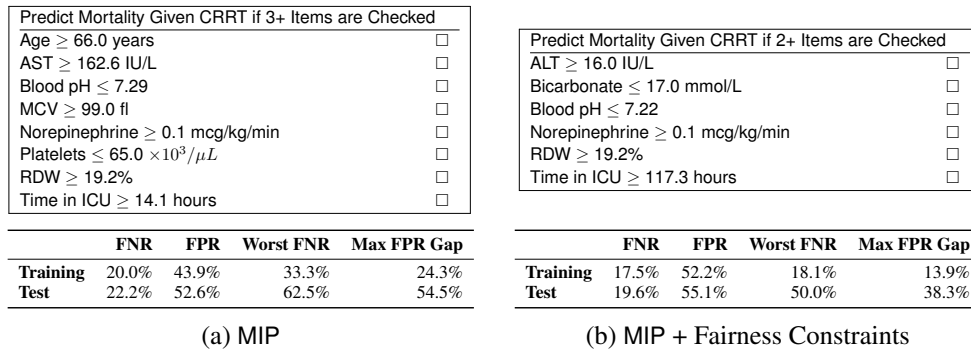 Predict Mortality Given CRRT if 3+ Items are Checked
Age ≥ 66.0 years ☐
AST ≥ 162.6 IU/L ☐
Blood pH ≤ 7.29 ☐
MCV ≥ 99.0 fl ☐
Norepinephrine ≥ 0.1 mcg/kg/min ☐
Platelets ≤ 65.0 ×10³/μL ☐
RDW ≥ 19.2% ☐
Time in ICU ≥ 14.1 hours ☐
FNR FPR Worst FNR Max FPR Gap
Training 20.0% 43.9% 33.3% 24.3%
Test 22.2% 52.6% 62.5% 54.5%
(a) MIP
Predict Mortality Given CRRT if 2+ Items are Checked
ALT ≥ 16.0 IU/L ☐
Bicarbonate ≤ 17.0 mmol/L ☐
Blood pH ≤ 7.22 ☐
Norepinephrine ≥ 0.1 mcg/kg/min ☐
RDW ≥ 19.2% ☐
Time in ICU ≥ 117.3 hours ☐
FNR FPR Worst FNR Max FPR Gap
Training 17.5% 52.2% 18.1% 13.9%
Test 19.6% 55.1% 50.0% 38.3%
(b) MIP + Fairness Constraints